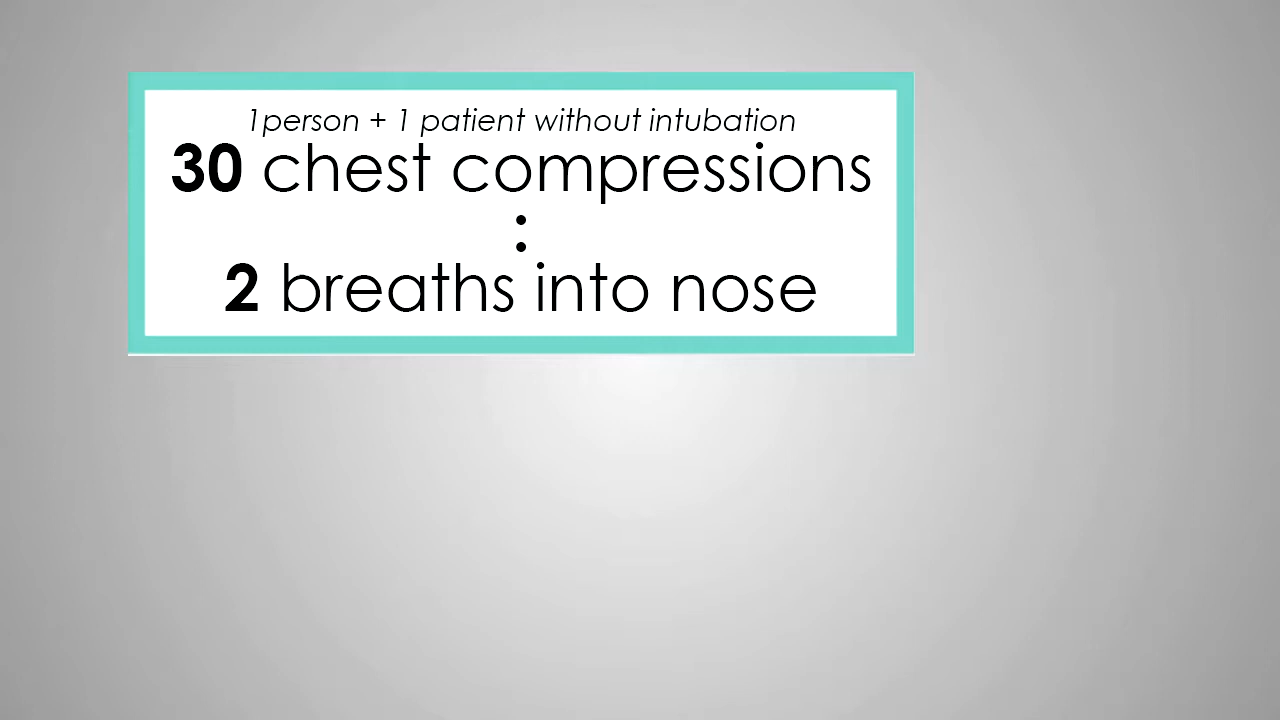 1person + 1 patient without intubation
30 chest compressions
:
2 breaths into nose